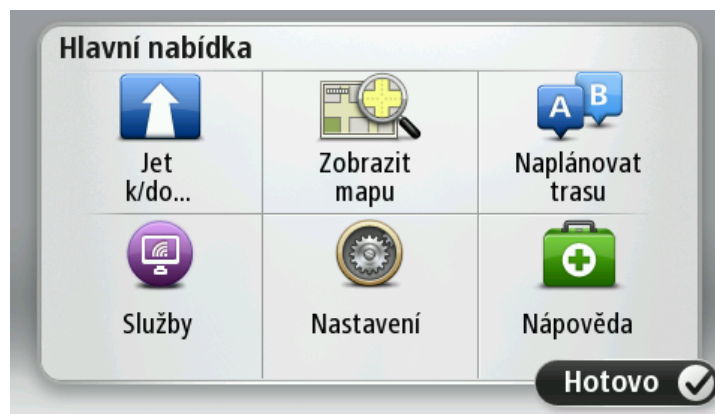 Hlavní nabídka
Jet
k/do...
Zobrazit
mapu
A B
Naplánovat
trasu
Služby
Nastavení
Nápověda
Hotovo